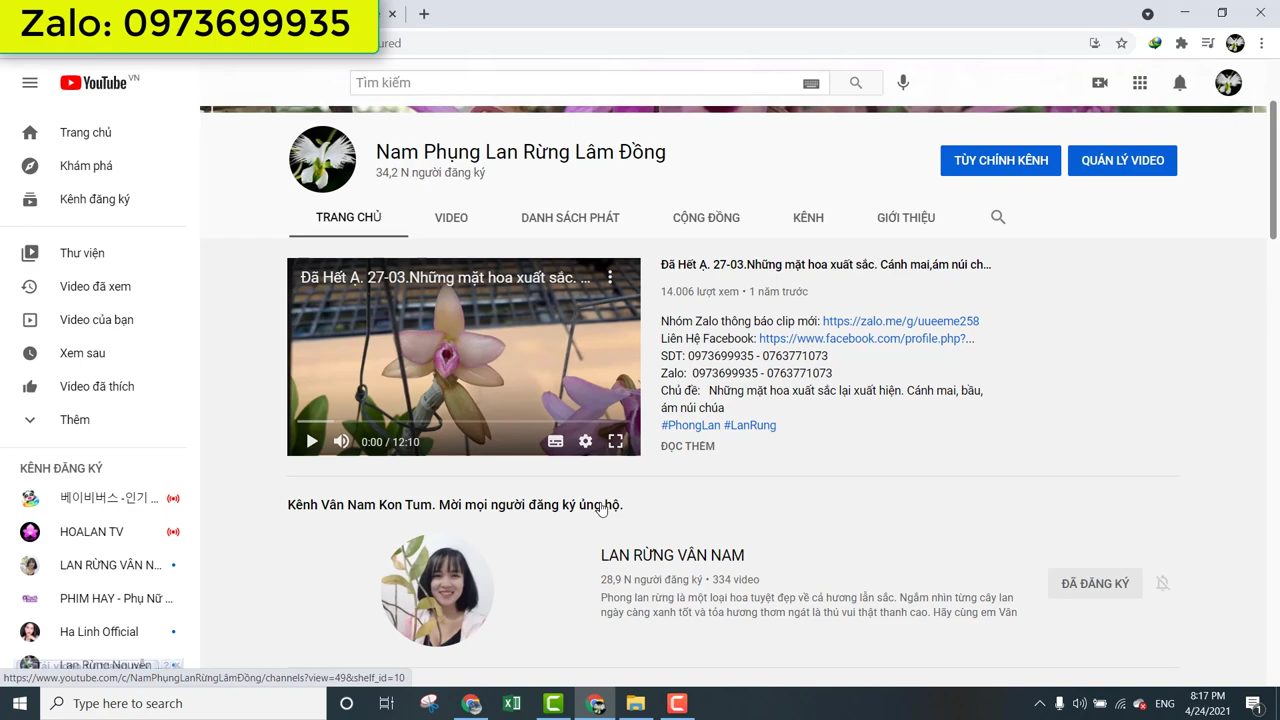 Zalo: 0973699935
ured
YouTube VN
Tìm kiếm
Trang chủ
Khám phá
Kênh đăng ký
Thư viện
Video đã xem
Video của bạn
Xem sau
Video đã thích
Thêm
KÊNH ĐĂNG KÝ
베이비버스 -인기 ...
HOALAN TV
LAN RỪNG VÂN N...
PHIM HAY - Phụ Nữ ...
Ha Linh Official
Lan Rừng Nguyễn
Nam Phụng Lan Rừng Lâm Đồng
34,2 N người đăng ký
TÙY CHỈNH KÊNH
QUẢN LÝ VIDEO
TRANG CHỦ
VIDEO
DANH SÁCH PHÁT
CỘNG ĐỒNG
KÊNH
GIỚI THIỆU
Đã Hết Ạ. 27-03.Những mặt hoa xuất sắc. ...
0:00 / 12:10
Đã Hết Ạ. 27-03.Những mặt hoa xuất sắc. Cánh mai,ám núi ch...
14.006 lượt xem • 1 năm trước
Nhóm Zalo thông báo clip mới: https://zalo.me/g/uueeme258
Liên Hệ Facebook: https://www.facebook.com/profile.php?...
SDT: 0973699935 - 0763771073
Zalo: 0973699935 - 0763771073
Chủ đề: Những mặt hoa xuất sắc lại xuất hiện. Cánh mai, bầu,
ám núi chúa
#PhongLan #LanRung
ĐỌC THÊM
Kênh Vân Nam Kon Tum. Mời mọi người đăng ký ủng hộ.
LAN RỪNG VÂN NAM
28,9 N người đăng ký • 334 video
Phong lan rừng là một loại hoa tuyệt đẹp về cả hương lẫn sắc. Ngắm nhìn từng cây lan
ngày càng xanh tốt và tỏa hương thơm ngát là thú vui thật thanh cao. Hãy cùng em Vân
ĐÃ ĐĂNG KÝ
https://www.youtube.com/c/NamPhụngLanRừngLâmĐồng/channels?view=49&shelf_id=10
Type here to search
ENG
8:17 PM
4/24/2021
1